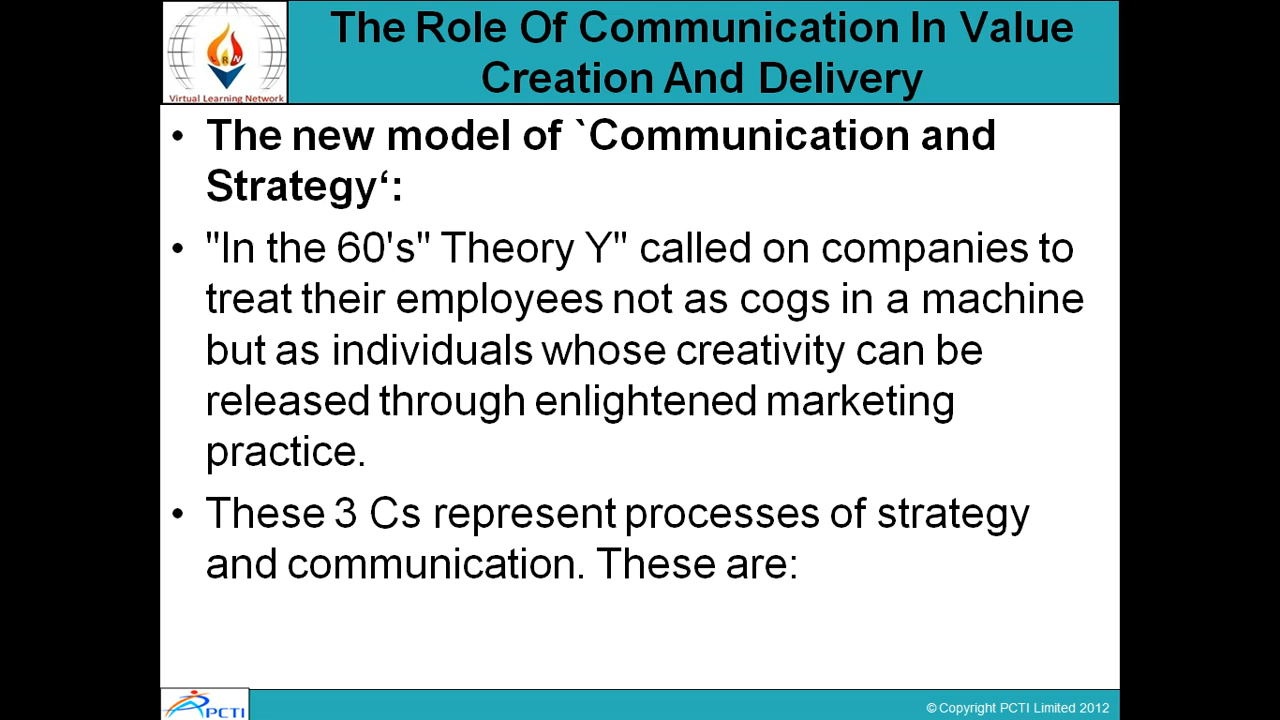 The Role Of Communication In Value
Creation And Delivery
VRN
Virtual Learning Network
• The new model of `Communication and
Strategy‘:
• "In the 60's" Theory Y" called on companies to
treat their employees not as cogs in a machine
but as individuals whose creativity can be
released through enlightened marketing
practice.
• These 3 Cs represent processes of strategy
and communication. These are:
PCTI
© Copyright PCTI Limited 2012